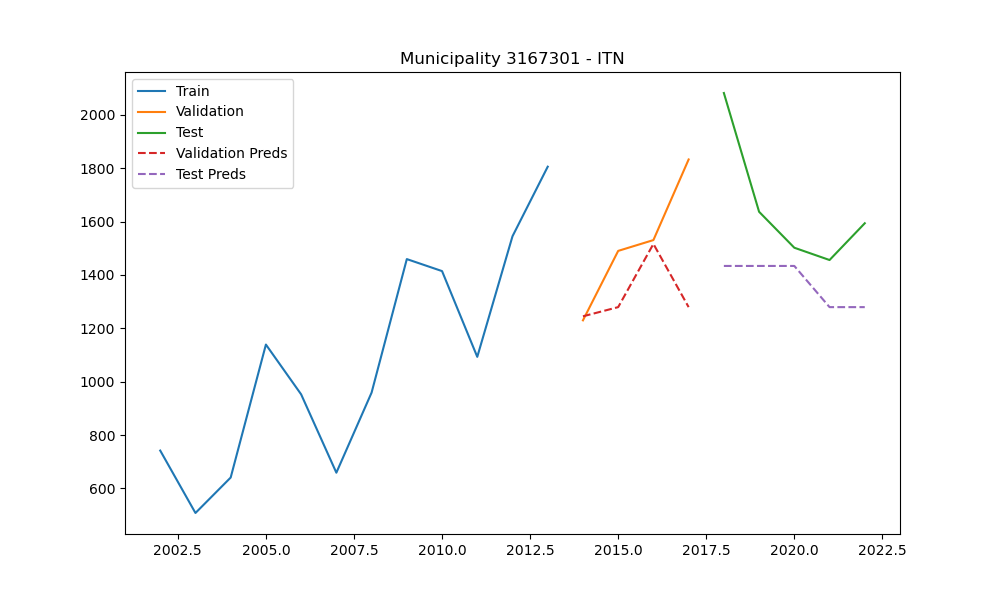 Municipality 3167301 - ITN
Train
Validation
Test
Validation Preds
Test Preds
2000
1800
1600
1400
1200
1000
800
600
2002.5 2005.0 2007.5 2010.0 2012.5 2015.0 2017.5 2020.0 2022.5